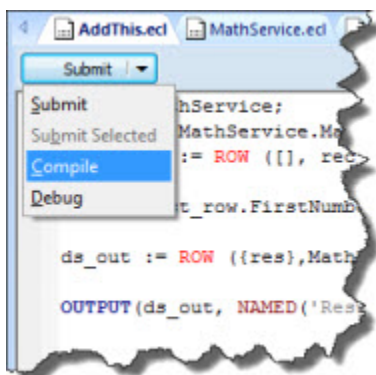 AddThis.ecl MathService.ecl
Submit
Submit
Submit Selected
Compile
Debug
hService;
MathService.Ma
:= ROW ([], rec
t_row.FirstNumb
ds_out := ROW ({res},Math
OUTPUT(ds_out, NAMED('Res